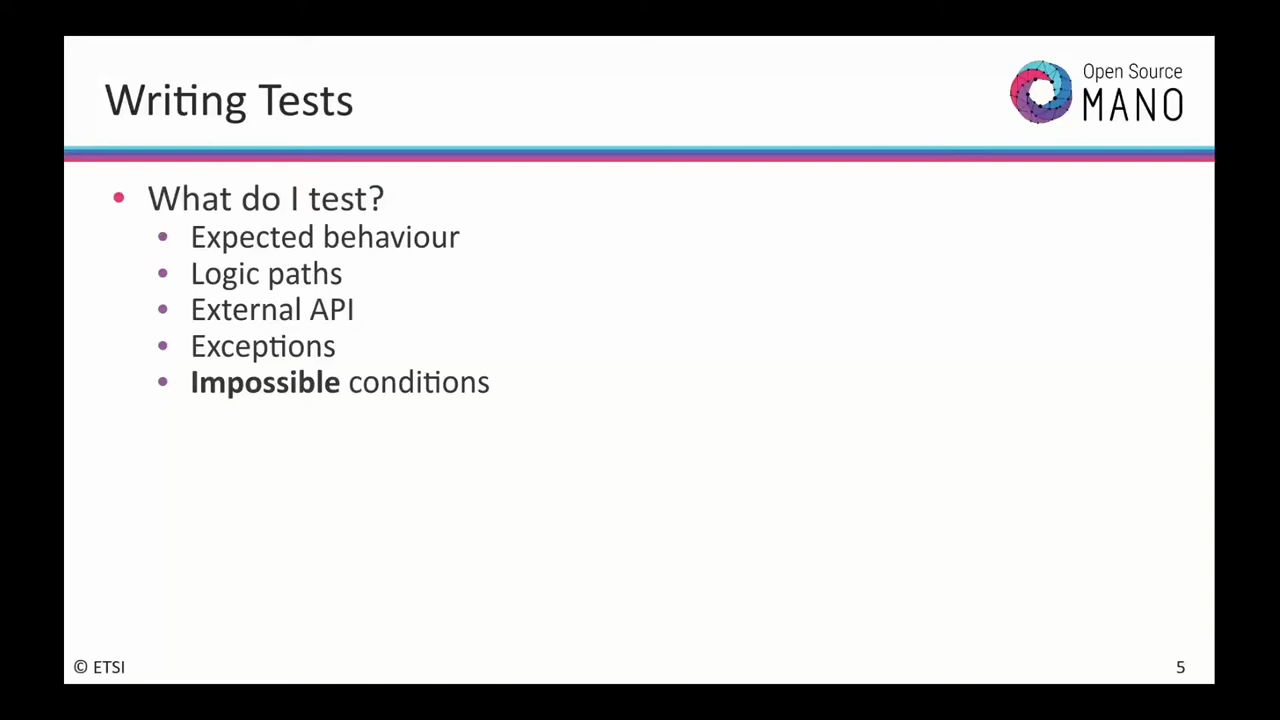 Writing Tests
Open Source
MANO
• What do I test?
• Expected behaviour
• Logic paths
• External API
• Exceptions
• Impossible conditions
© ETSI
5